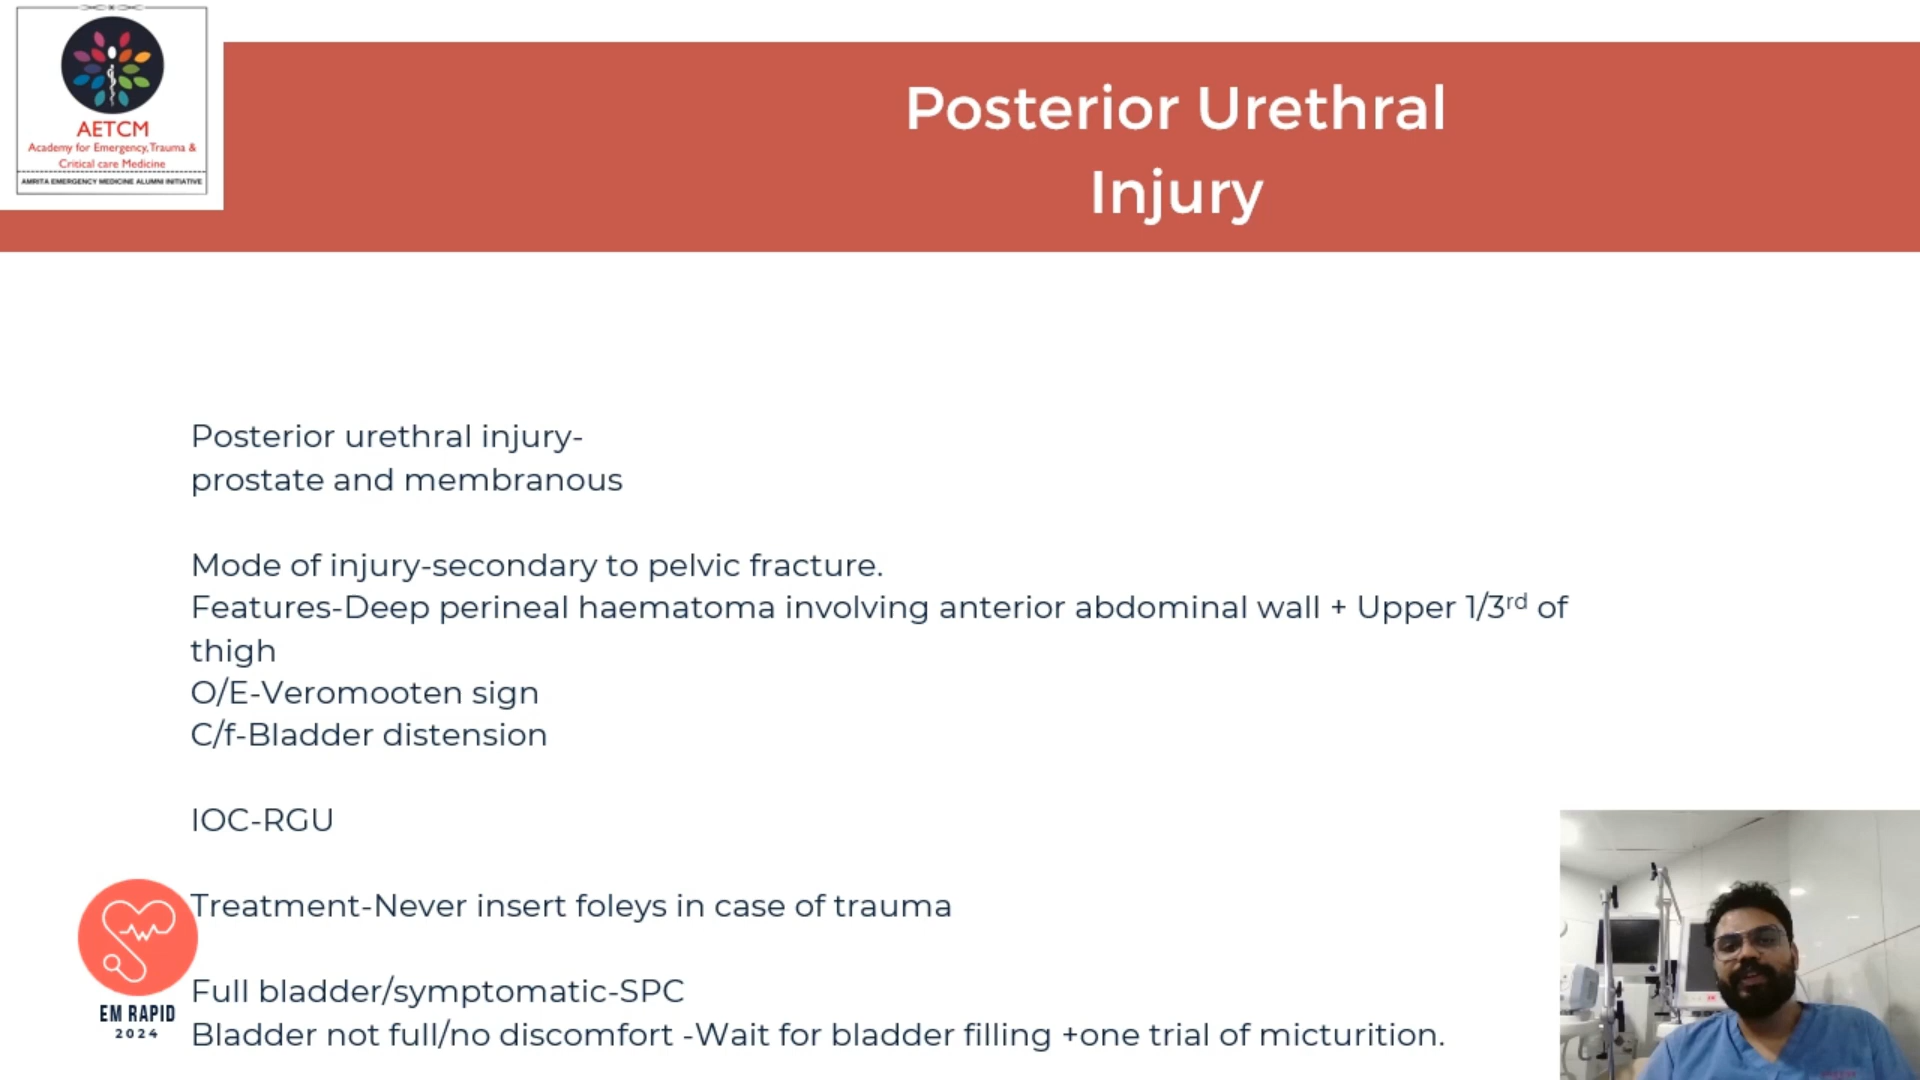 AETCM
Academy for Emergency,Trauma &
Critical care Medicine
AMRITA EMERGENCY MEDICINE ALUMNI INITIATIVE
Posterior Urethral
Injury
Posterior urethral injury-
prostate and membranous
Mode of injury-secondary to pelvic fracture.
Features-Deep perineal haematoma involving anterior abdominal wall + Upper 1/3rd of
thigh
O/E-Veromooten sign
C/f-Bladder distension
IOC-RGU
Treatment-Never insert foleys in case of trauma
Full bladder/symptomatic-SPC
Bladder not full/no discomfort -Wait for bladder filling +one trial of micturition.
EM RAPID
2024